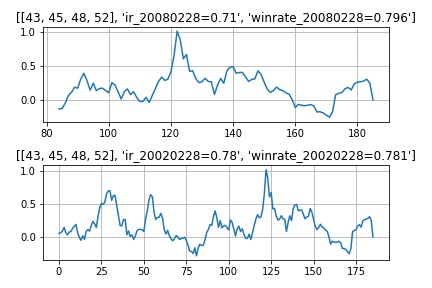 [[43, 45, 48, 52], 'ir_20080228=0.71', 'winrate_20080228=0.796']
1.0
0.5
0.0
80 100 120 140 160 180
[[43, 45, 48, 52], 'ir_20020228=0.78', 'winrate_20020228=0.781']
1.0
0.5
0.0
0 25 50 75 100 125 150 175